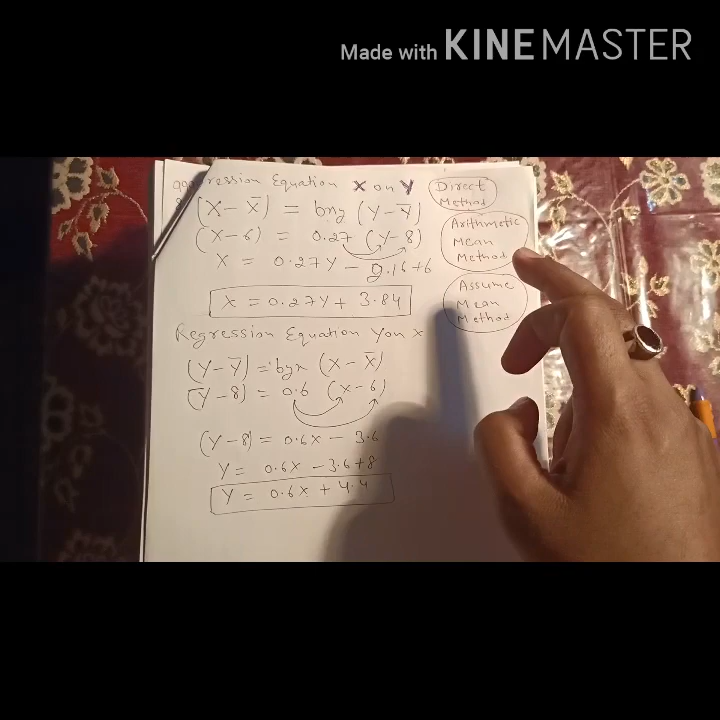 Made with KINEMASTER
ression Equation X on Y
(X - X̄) = bny (Y - Ȳ)
(X - 6) = 0.27 (Y - 8)
X = 0.27Y - 2.16 + 6
X = 0.27Y + 3.84
Direct
Method
Arithmetic
Mean
Method
Assume
Mean
Method
Regression Equation Y on X
(Y - Ȳ) = byx (X - X̄)
(Y - 8) = 0.6 (X - 6)
(Y - 8) = 0.6X - 3.6
Y = 0.6X - 3.6 + 8
Y = 0.6X + 4.4